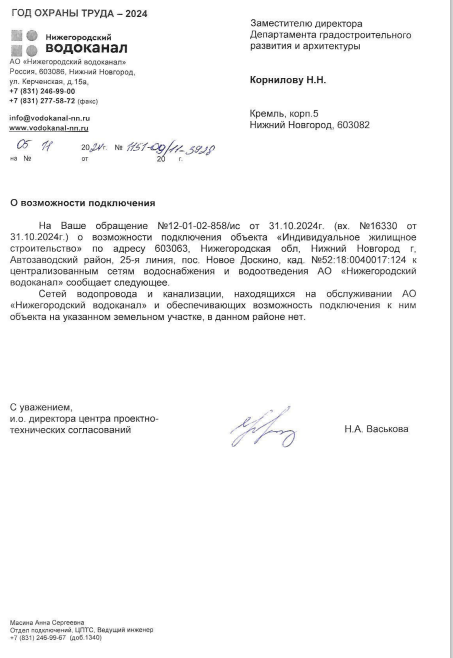 ГОД ОХРАНЫ ТРУДА – 2024
Нижегородский
ВОДОКАНАЛ
АО «Нижегородский водоканал»
Россия, 603086, Нижний Новгород,
ул. Керченская, д.15а,
+7 (831) 246-99-00
+7 (831) 277-58-72 (факс)
info@vodokanal-nn.ru
www.vodokanal-nn.ru
05 11 2024г. №
на № от 20 г.
Заместителю директора
Департамента градостроительного
развития и архитектуры
Корнилову Н.Н.
Кремль, корп.5
Нижний Новгород, 603082
О возможности подключения
На Ваше обращение №12-01-02-858/ис от 31.10.2024г. (вх. №16330 от
31.10.2024г.) о возможности подключения объекта «Индивидуальное жилищное
строительство» по адресу 603063, Нижегородская обл, Нижний Новгород г,
Автозаводский район, 25-я линия, пос. Новое Доскино, кад. №52:18:0040017:124 к
централизованным сетям водоснабжения и водоотведения АО «Нижегородский
водоканал» сообщает следующее.
Сетей водопровода и канализации, находящихся на обслуживании АО
«Нижегородский водоканал» и обеспечивающих возможность подключения к ним
объекта на указанном земельном участке, в данном районе нет.
С уважением,
и.о. директора центра проектно-
технических согласований
Н.А. Васькова
Масина Анна Сергеевна
Отдел подключений, ЦПТС, Ведущий инженер
+7 (831) 246-99-67 (доб.1340)